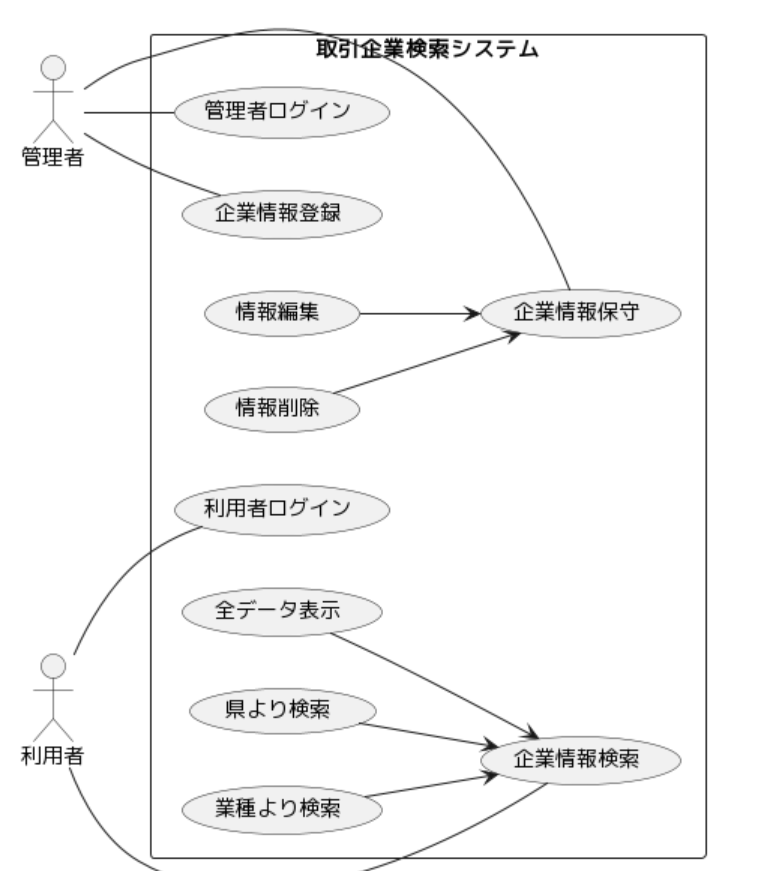 取引企業検索システム
管理者ログイン
管理者
企業情報登録
情報編集
企業情報保守
情報削除
利用者ログイン
全データ表示
県より検索
利用者
企業情報検索
業種より検索